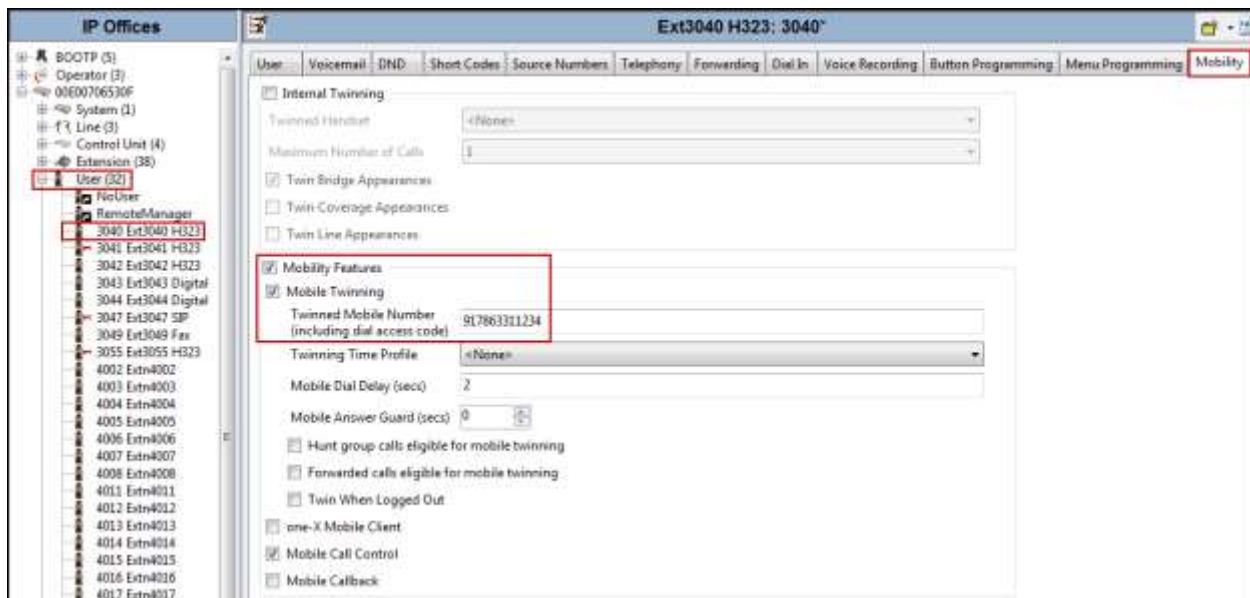 IP Offices
BOOTP (5)
Operator (3)
00E00706530F
System (1)
Line (3)
Control Unit (4)
Extension (38)
User (32)
NoUser
RemoteManager
3040 Ext3040 H323
3041 Ext3041 H323
3042 Ext3042 H323
3043 Ext3043 Digital
3044 Ext3044 Digital
3047 Ext3047 SIP
3049 Ext3049 Fax
3055 Ext3055 H323
4002 Extn4002
4003 Extn4003
4004 Extn4004
4005 Extn4005
4006 Extn4006
4007 Extn4007
4008 Extn4008
4011 Extn4011
4012 Extn4012
4013 Extn4013
4014 Extn4014
4015 Extn4015
4016 Extn4016
4017 Extn4017
Ext3040 H323: 3040*
User Voicemail DND Short Codes Source Numbers Telephony Forwarding Dial In Voice Recording Button Programming Menu Programming Mobility
Internal Twinning
Twinned Handset <None>
Maximum Number of Calls 1
Twin Bridge Appearances
Twin Coverage Appearances
Twin Line Appearances
Mobility Features
Mobile Twinning
Twinned Mobile Number
(including dial access code) 917863311234
Twinning Time Profile <None>
Mobile Dial Delay (secs) 2
Mobile Answer Guard (secs) 0
Hunt group calls eligible for mobile twinning
Forwarded calls eligible for mobile twinning
Twin When Logged Out
one-X Mobile Client
Mobile Call Control
Mobile Callback